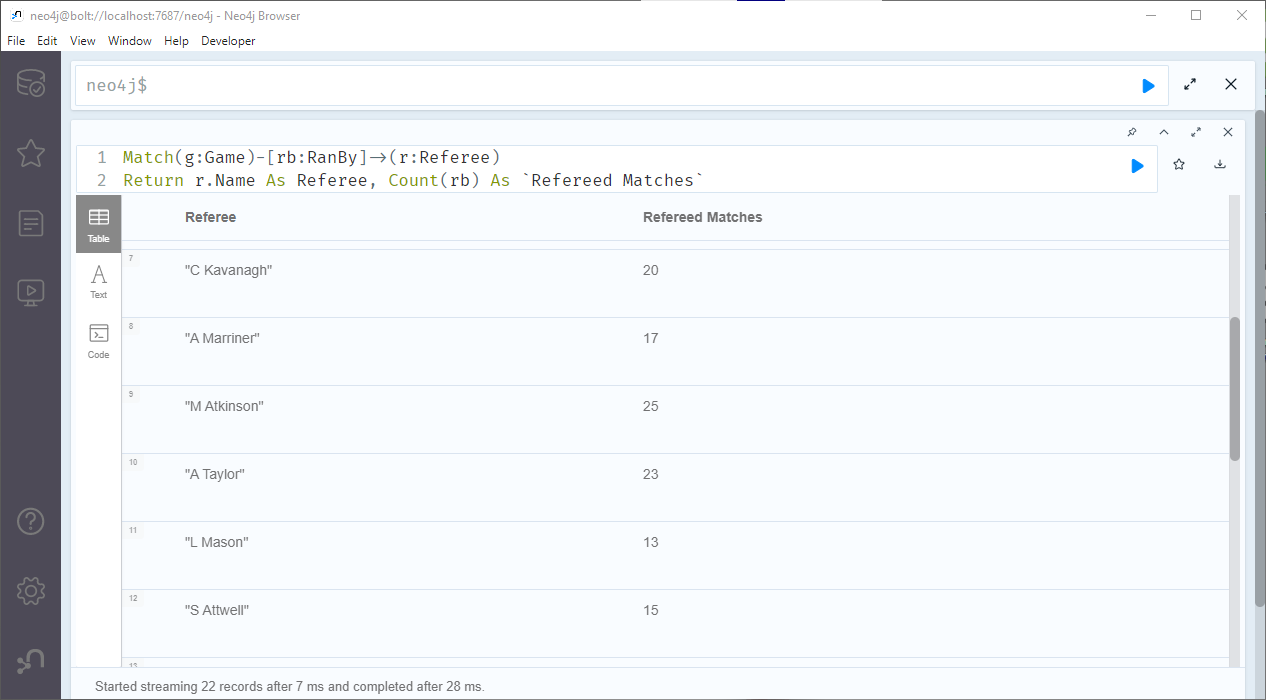 neo4j@bolt://localhost:7687/neo4j - Neo4j Browser
File Edit View Window Help Developer
neo4j$
1 Match(g:Game)-[rb:RanBy]->(r:Referee)
2 Return r.Name As Referee, Count(rb) As `Refereed Matches`
Table
Text
Code
Referee Refereed Matches
7 "C Kavanagh" 20
8 "A Marriner" 17
9 "M Atkinson" 25
10 "A Taylor" 23
11 "L Mason" 13
12 "S Attwell" 15
13
Started streaming 22 records after 7 ms and completed after 28 ms.